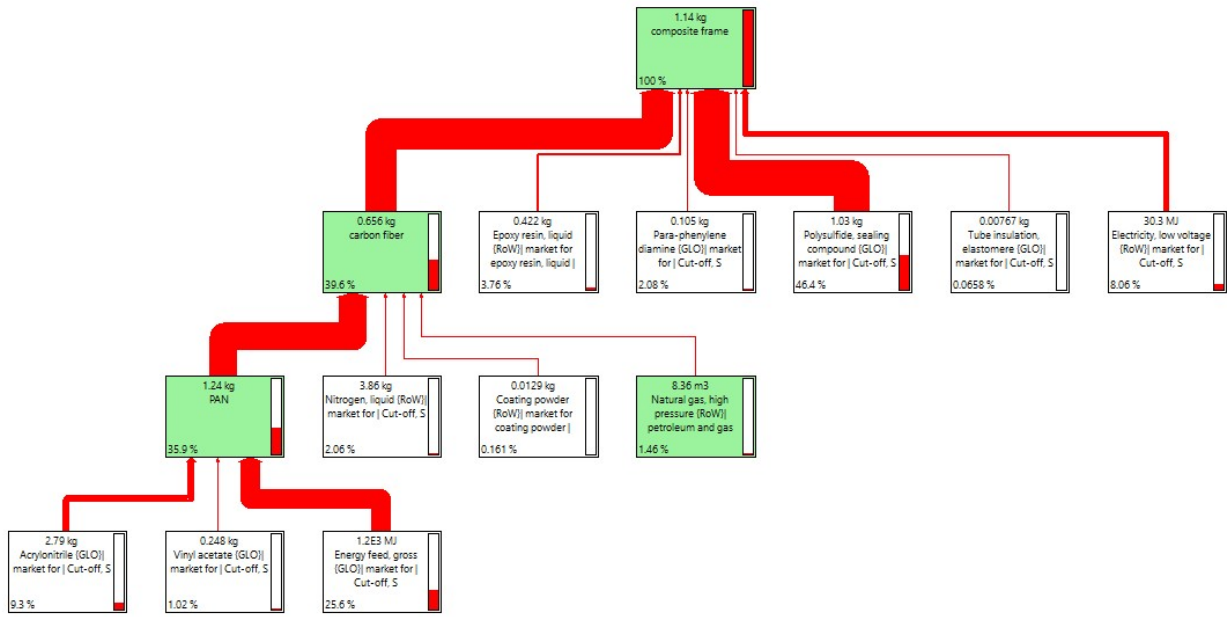 1.14 kg
composite frame
100 %
0.656 kg
carbon fiber
39.6 %
0.422 kg
Epoxy resin, liquid
{RoW}| market for
epoxy resin, liquid |
3.76 %
0.105 kg
Para-phenylene
diamine {GLO}| market
for | Cut-off, S
2.08 %
1.03 kg
Polysulfide, sealing
compound {GLO}|
market for | Cut-off, S
46.4 %
0.00767 kg
Tube insulation,
elastomere {GLO}|
market for | Cut-off, S
0.0658 %
30.3 MJ
Electricity, low voltage
{RoW}| market for |
Cut-off, S
8.06 %
1.24 kg
PAN
35.9 %
3.86 kg
Nitrogen, liquid {RoW}|
market for | Cut-off, S
2.06 %
0.0129 kg
Coating powder
{RoW}| market for
coating powder |
0.161 %
8.36 m3
Natural gas, high
pressure {RoW}|
petroleum and gas
1.46 %
2.79 kg
Acrylonitrile {GLO}|
market for | Cut-off, S
9.3 %
0.248 kg
Vinyl acetate {GLO}|
market for | Cut-off, S
1.02 %
1.2E3 MJ
Energy feed, gross
{GLO}| market for |
Cut-off, S
25.6 %